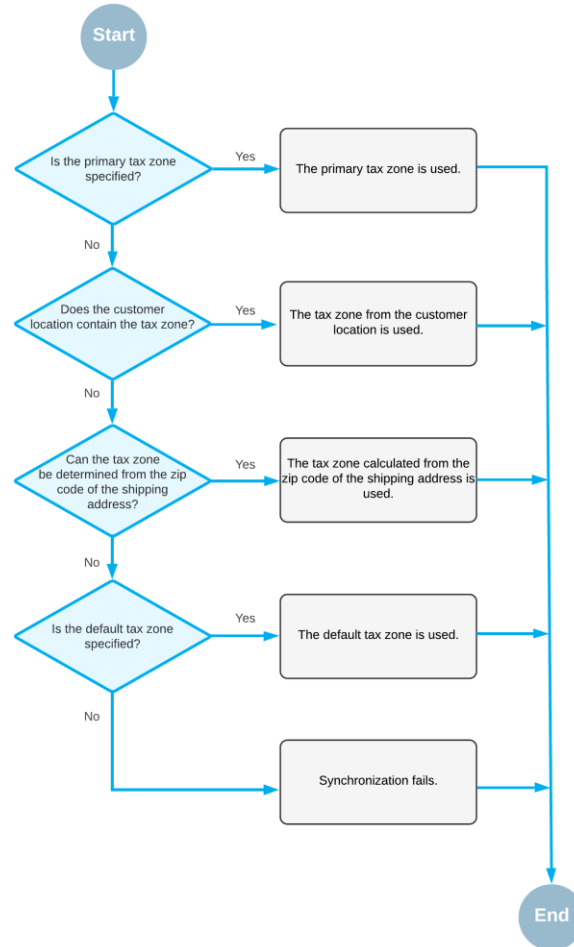 Start
Is the primary tax zone
specified?
Yes
The primary tax zone is used.
No
Does the customer
location contain the tax zone?
Yes
The tax zone from the customer
location is used.
No
Can the tax zone
be determined from the zip
code of the shipping
address?
Yes
The tax zone calculated from the
zip code of the shipping address is
used.
No
Is the default tax zone
specified?
Yes
The default tax zone is used.
No
Synchronization fails.
End